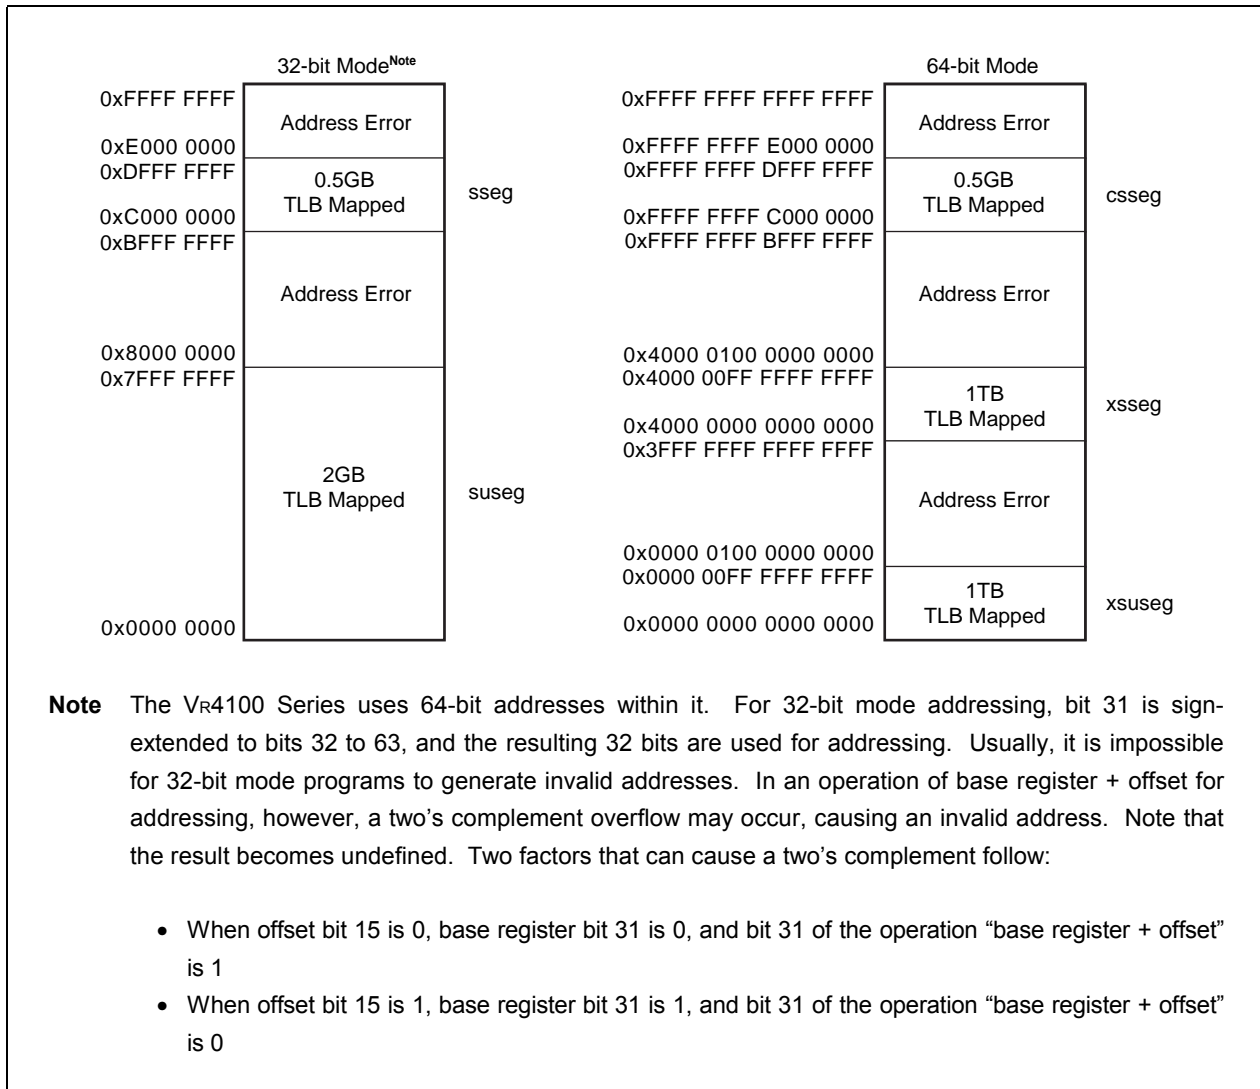 32-bit Mode Note
0xFFFF FFFF
Address Error
0xE000 0000
0xDFFF FFFF
0.5GB
TLB Mapped
sseg
0xC000 0000
0xBFFF FFFF
Address Error
0x8000 0000
0x7FFF FFFF
2GB
TLB Mapped
suseg
0x0000 0000
64-bit Mode
0xFFFF FFFF FFFF FFFF
Address Error
0xFFFF FFFF E000 0000
0xFFFF FFFF DFFF FFFF
0.5GB
TLB Mapped
csseg
0xFFFF FFFF C000 0000
0xFFFF FFFF BFFF FFFF
Address Error
0x4000 0100 0000 0000
0x4000 00FF FFFF FFFF
1TB
TLB Mapped
xsseg
0x4000 0000 0000 0000
0x3FFF FFFF FFFF FFFF
Address Error
0x0000 0100 0000 0000
0x0000 00FF FFFF FFFF
1TB
TLB Mapped
xsuseg
0x0000 0000 0000 0000
Note The VR4100 Series uses 64-bit addresses within it. For 32-bit mode addressing, bit 31 is sign-
extended to bits 32 to 63, and the resulting 32 bits are used for addressing. Usually, it is impossible
for 32-bit mode programs to generate invalid addresses. In an operation of base register + offset for
addressing, however, a two's complement overflow may occur, causing an invalid address. Note that
the result becomes undefined. Two factors that can cause a two's complement follow:
• When offset bit 15 is 0, base register bit 31 is 0, and bit 31 of the operation “base register + offset”
is 1
• When offset bit 15 is 1, base register bit 31 is 1, and bit 31 of the operation “base register + offset”
is 0